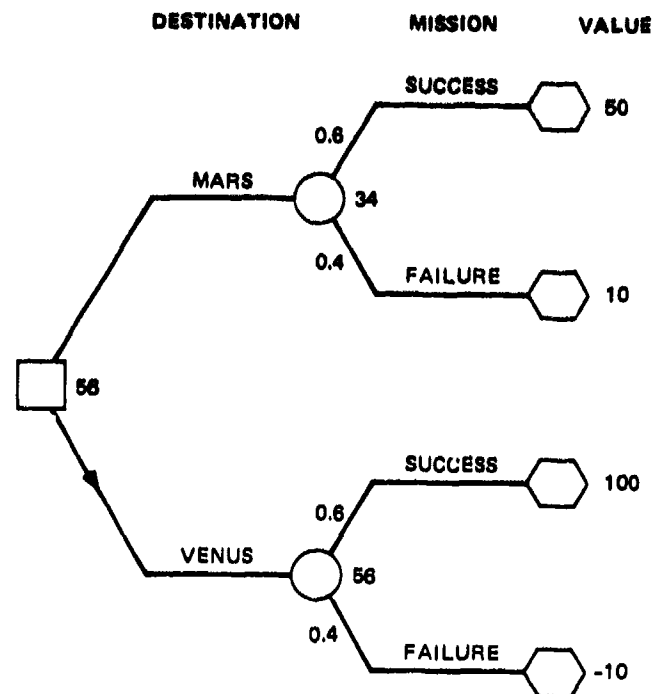 DESTINATION MISSION VALUE
SUCCESS
50
0.6
MARS
34
0.4
FAILURE
10
56
SUCCESS
100
0.6
VENUS
56
0.4
FAILURE
-10